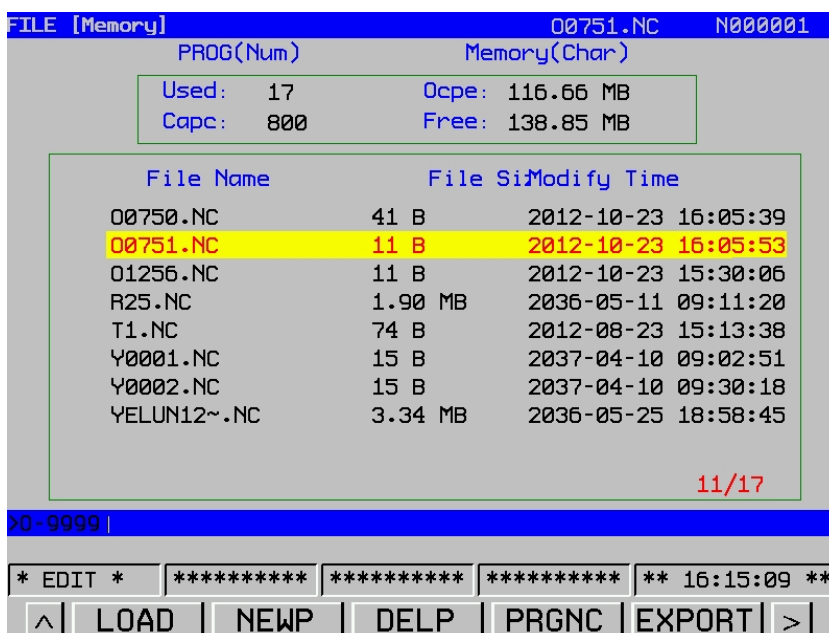 FILE [Memory] O0751.NC N000001
PROG(Num) Memory(Char)
Used: 17 Ocpe: 116.66 MB
Capc: 800 Free: 138.85 MB
File Name File Si Modify Time
O0750.NC 41 B 2012-10-23 16:05:39
O0751.NC 11 B 2012-10-23 16:05:53
O1256.NC 11 B 2012-10-23 15:30:06
R25.NC 1.90 MB 2036-05-11 09:11:20
T1.NC 74 B 2012-08-23 15:13:38
Y0001.NC 15 B 2037-04-10 09:02:51
Y0002.NC 15 B 2037-04-10 09:30:18
YELUN12~.NC 3.34 MB 2036-05-25 18:58:45
11/17
>O-9999
* EDIT * ********** ********** ********** ** 16:15:09 **
^ LOAD NEWP DELP PRGNC EXPORT >